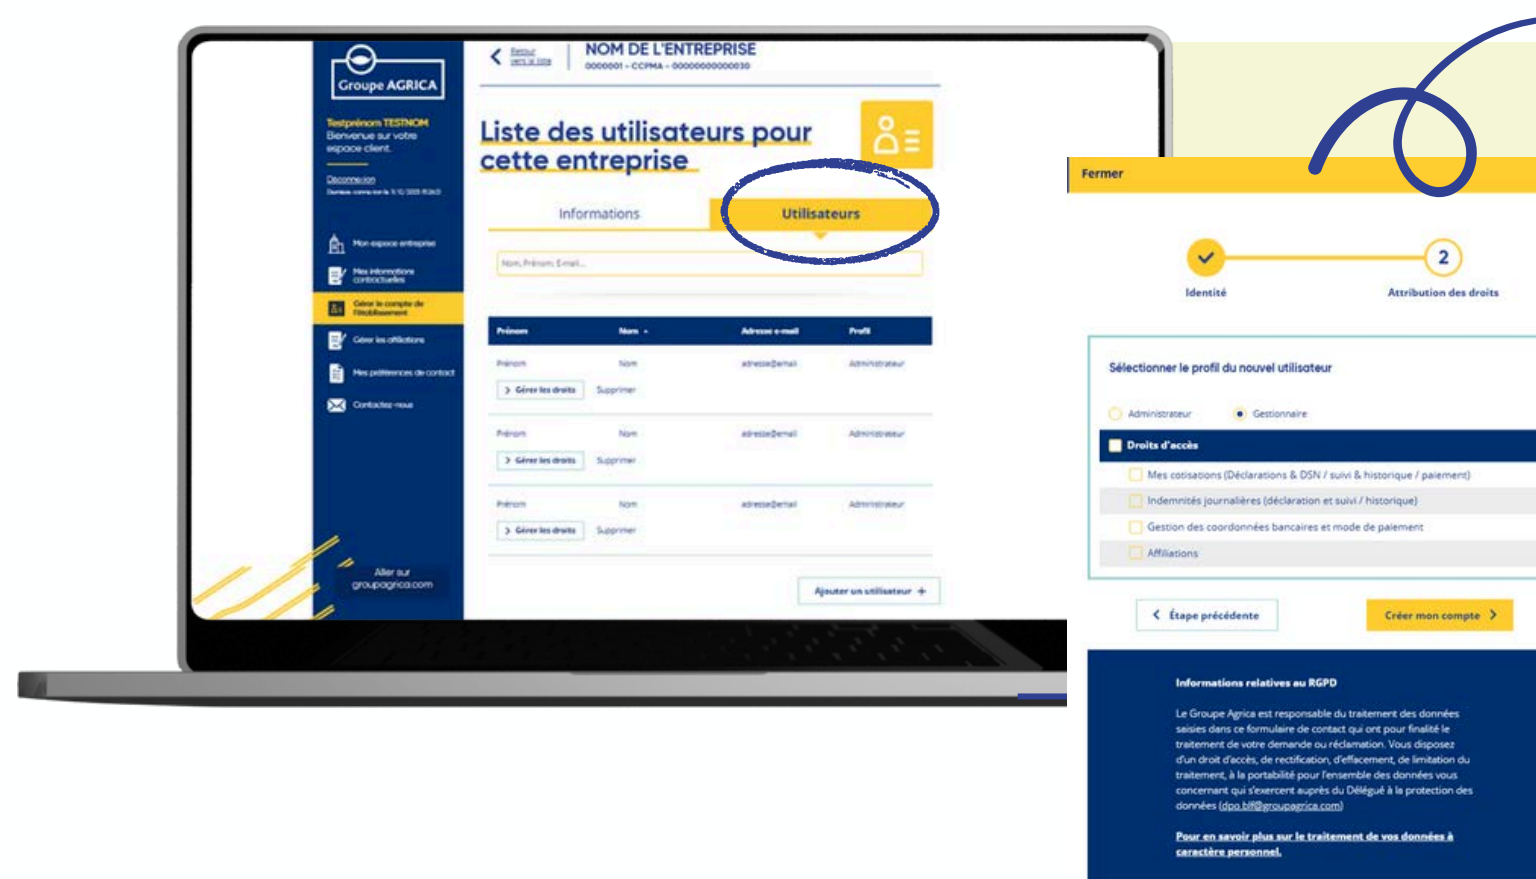 Groupe AGRICA
Testprénom TESTNOM
Bienvenue sur votre
espace client.
Déconnexion
Mon espace entreprise
Mes informations
contractuelles
Gérer le compte de
l'établissement
Gérer les affiliations
Mes préférences de contact
Contactez-nous
Aller sur
groupagrica.com
Retour
vers la liste
NOM DE L'ENTREPRISE
0000001 - CCPMA - 00000000000030
Liste des utilisateurs pour
cette entreprise
Informations
Utilisateurs
Nom, Prénom, E-mail...
Prénom Nom Adresse e-mail Profil
Prénom Nom adresse@email Administrateur
Gérer les droits Supprimer
Prénom Nom adresse@email Administrateur
Gérer les droits Supprimer
Prénom Nom adresse@email Administrateur
Gérer les droits Supprimer
Ajouter un utilisateur +
Fermer
2
Identité
Attribution des droits
Sélectionner le profil du nouvel utilisateur
Administrateur Gestionnaire
Droits d'accès
Mes cotisations (Déclarations & DSN / suivi & historique / paiement)
Indemnités journalières (déclaration et suivi / historique)
Gestion des coordonnées bancaires et mode de paiement
Affiliations
Étape précédente
Créer mon compte
Informations relatives au RGPD
Le Groupe Agrica est responsable du traitement des données
saisies dans ce formulaire de contact qui ont pour finalité le
traitement de votre demande ou réclamation. Vous disposez
d'un droit d'accès, de rectification, d'effacement, de limitation du
traitement, à la portabilité pour l'ensemble des données vous
concernant qui s'exercent auprès du Délégué à la protection des
données (dpo.blf@groupagrica.com)
Pour en savoir plus sur le traitement de vos données à
caractère personnel.